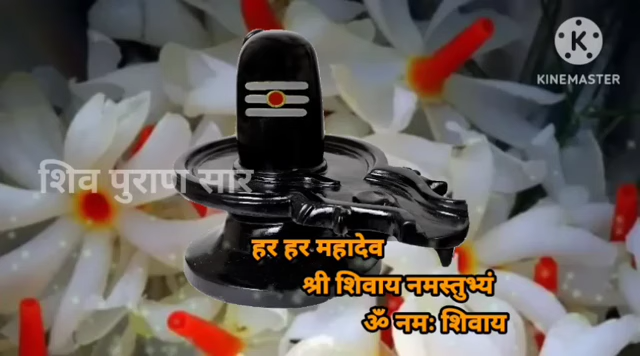 KINEMASTER
शिव पुराण सार
हर हर महादेव
श्री शिवाय नमस्तुभ्यं
ॐ नमः शिवाय